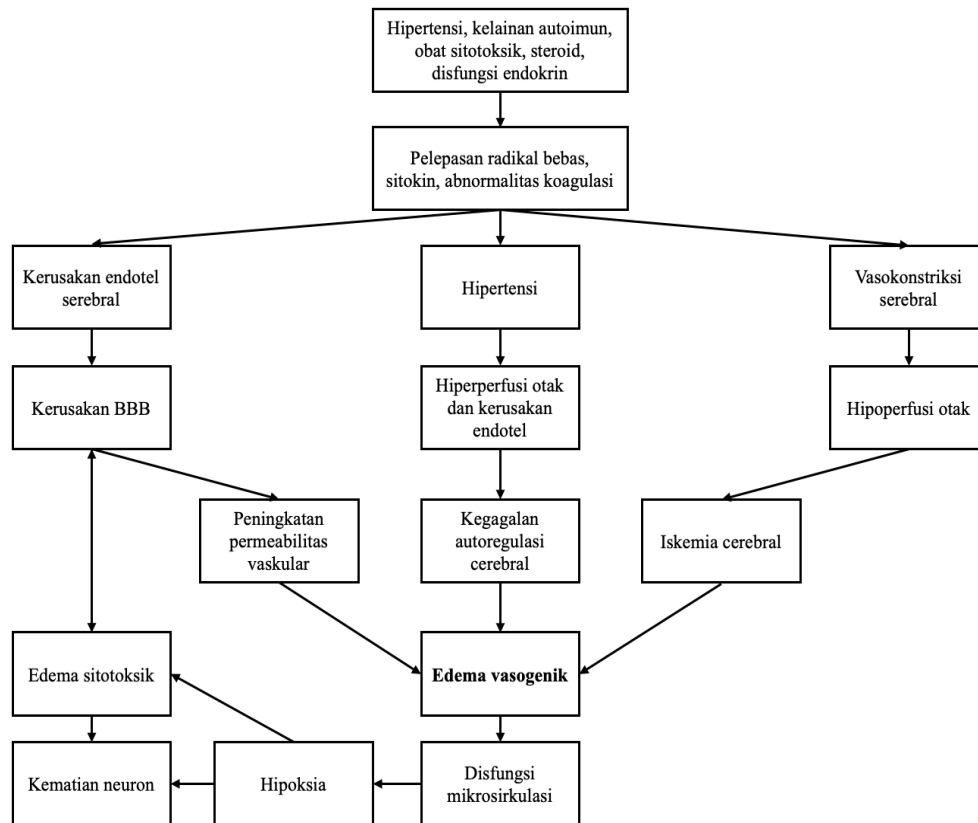 Hipertensi, kelainan autoimun,
obat sitotoksik, steroid,
disfungsi endokrin
Pelepasan radikal bebas,
sitokin, abnormalitas koagulasi
Kerusakan endotel
serebral
Hipertensi
Vasokonstriksi
serebral
Kerusakan BBB
Hiperperfusi otak
dan kerusakan
endotel
Hipoperfusi otak
Peningkatan
permeabilitas
vaskular
Kegagalan
autoregulasi
cerebral
Iskemia cerebral
Edema sitotoksik
Edema vasogenik
Kematian neuron
Hipoksia
Disfungsi
mikrosirkulasi